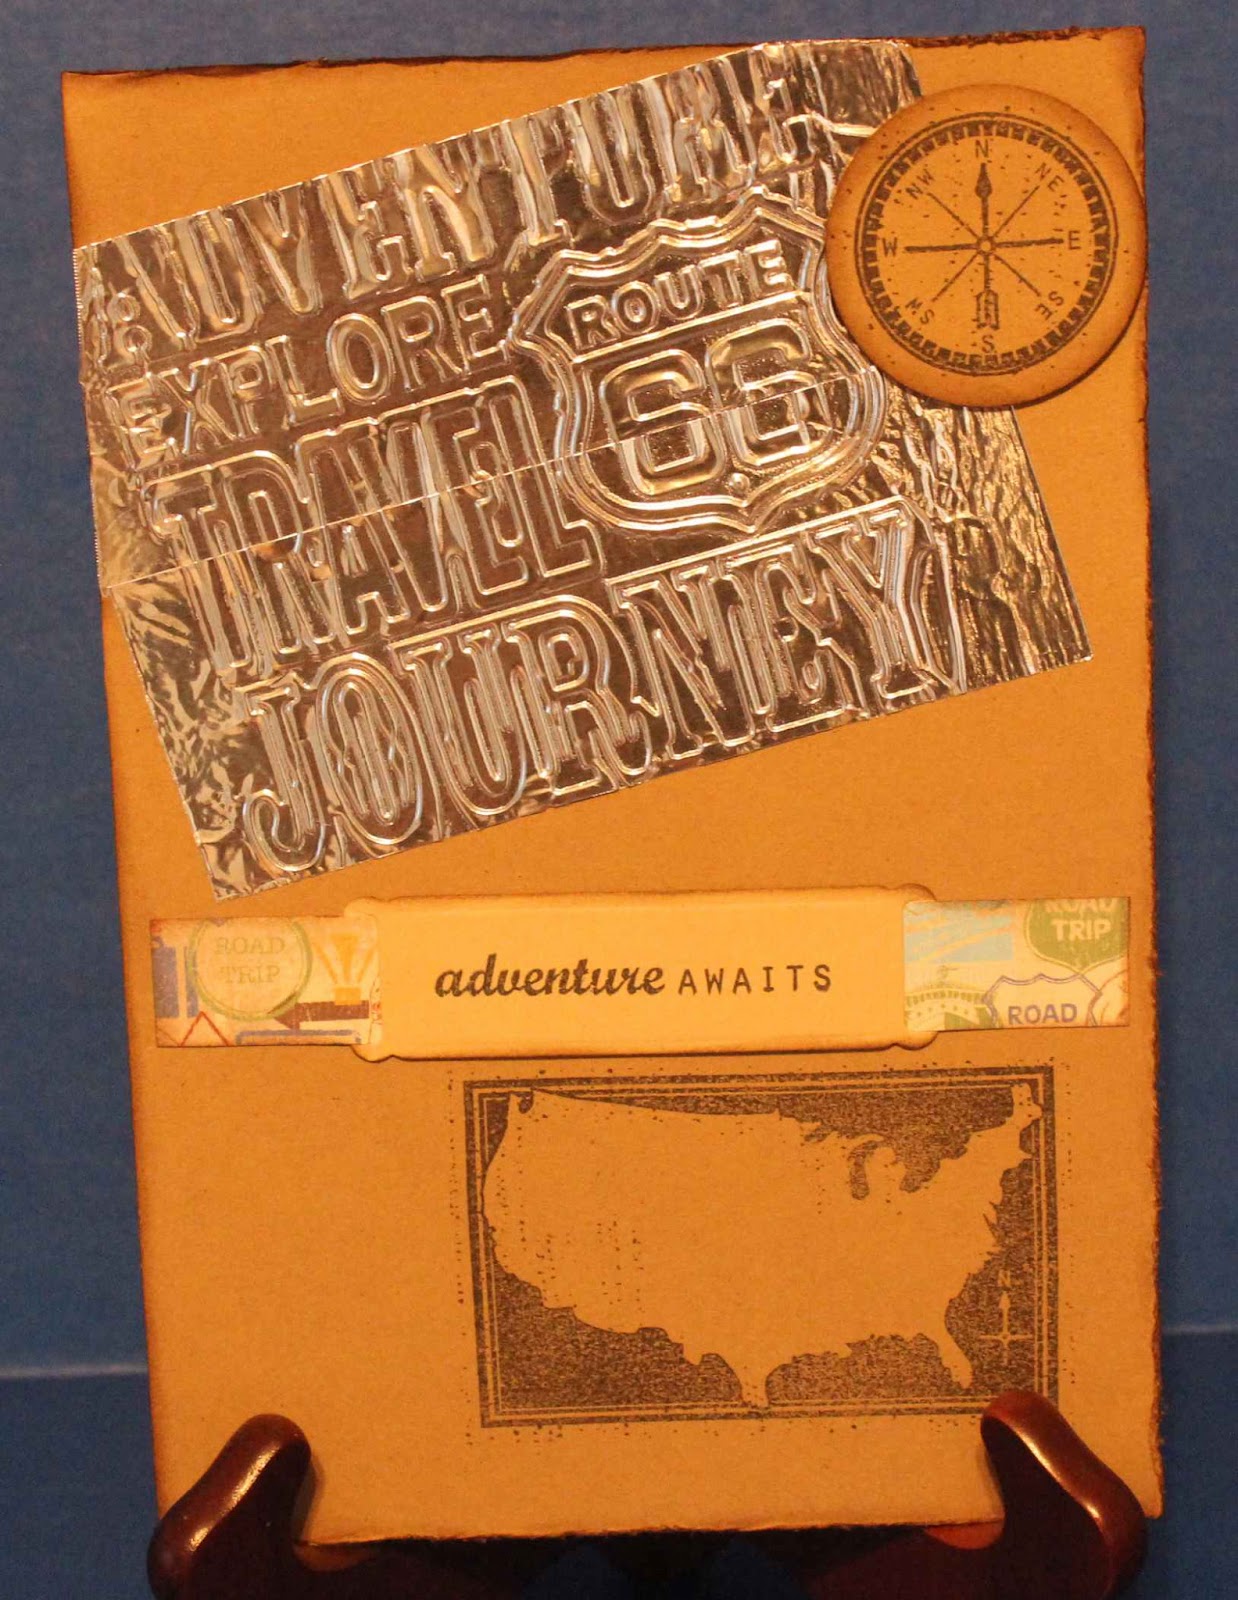 ADVENTURE
EXPLORE
ROUTE
66
TRAVEL
JOURNEY
N
NW NE
W E
SW SE
S
ROAD
TRIP
adventure AWAITS
ROAD
TRIP
ROAD
N